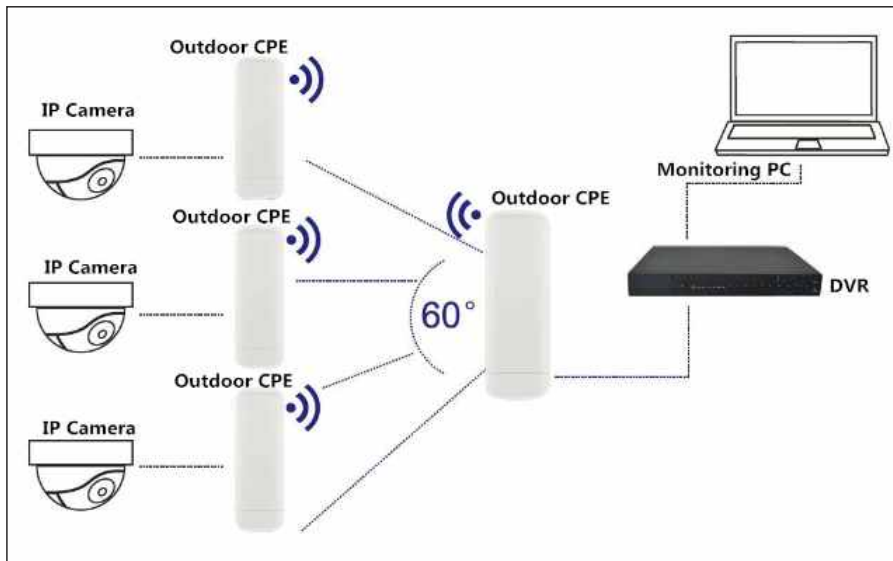 Outdoor CPE
IP Camera
Monitoring PC
Outdoor CPE
Outdoor CPE
IP Camera
DVR
60°
Outdoor CPE
IP Camera